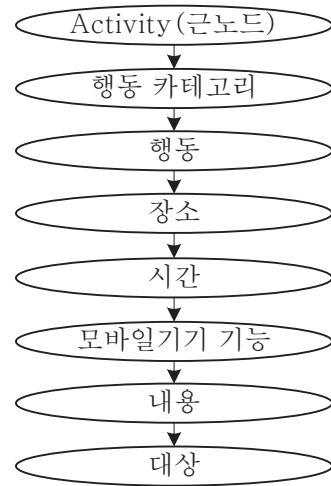 Activity(근노드)
행동 카테고리
행동
장소
시간
모바일기기 기능
내용
대상